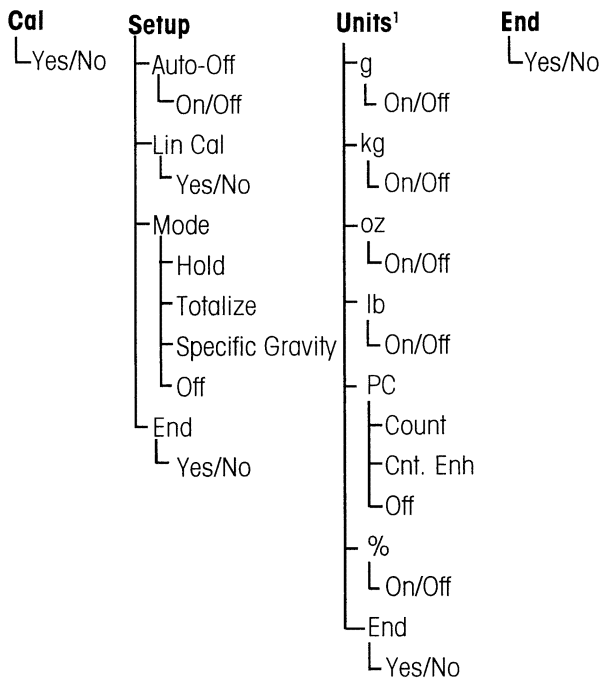 Cal
Yes/No
Setup
Auto-Off
On/Off
Lin Cal
Yes/No
Mode
Hold
Totalize
Specific Gravity
Off
End
Yes/No
Units¹
g
On/Off
kg
On/Off
oz
On/Off
lb
On/Off
PC
Count
Cnt. Enh
Off
%
On/Off
End
Yes/No
End
Yes/No